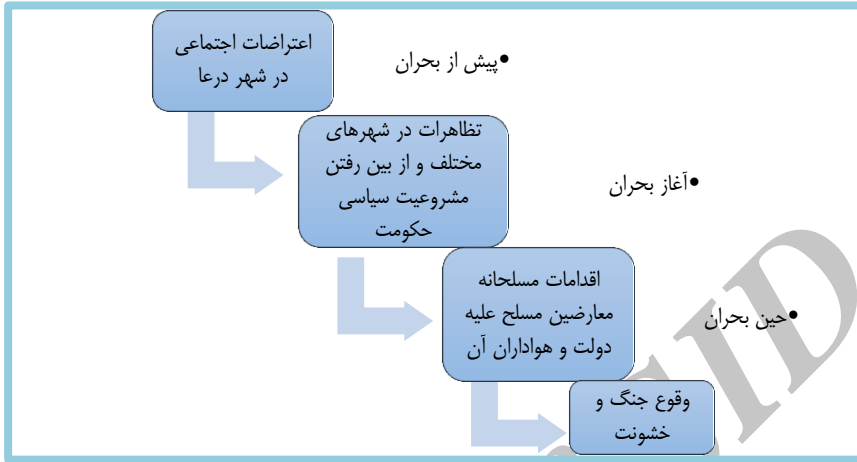 اعتراضات اجتماعی
در شهر درعا
•پیش از بحران
تظاهرات در شهرهای
مختلف و از بین رفتن
مشروعیت سیاسی
حکومت
•آغاز بحران
اقدامات مسلحانه
معارضین مسلح علیه
دولت و هواداران آن
•حین بحران
وقوع جنگ و
خشونت
SID